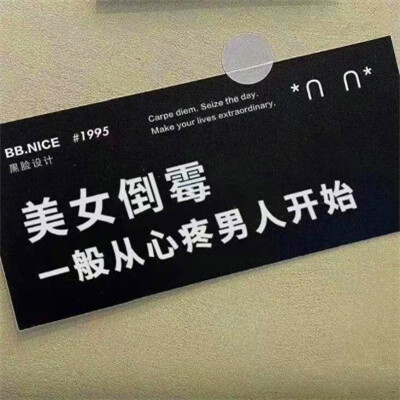 BB.NICE #1995
黑脸设计
Carpe diem. Seize the day.
Make your lives extraordinary.
*∩ ∩*
美女倒霉
一般从心疼男人开始